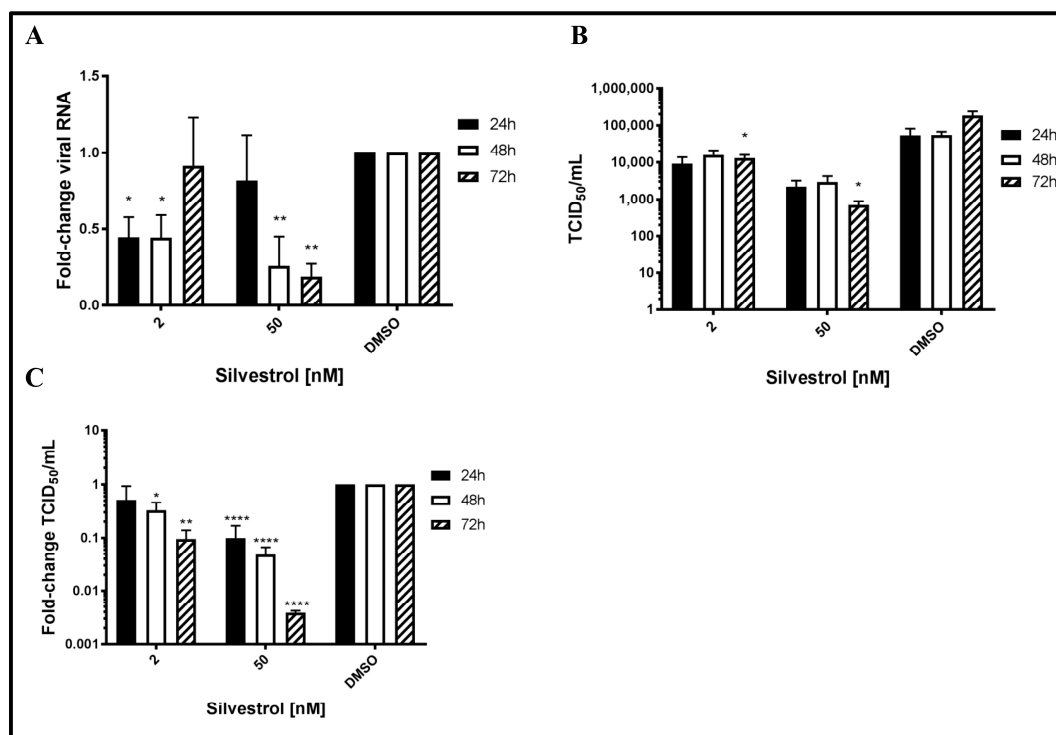 A
Fold-change viral RNA
1.5
1.0
0.5
0.0
* * ** **
2 50 DMSO
Silvestrol [nM]
24h
48h
72h
B
TCID50/mL
1,000,000
100,000
10,000
1,000
100
10
1
* *
2 50 DMSO
Silvestrol [nM]
24h
48h
72h
C
Fold-change TCID50/mL
10
1
0.1
0.01
0.001
* ** **** **** ****
2 50 DMSO
Silvestrol [nM]
24h
48h
72h